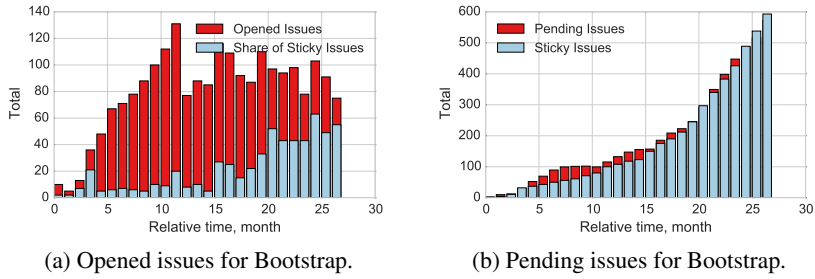 140
120
100
80
60
40
20
0
Total
Opened Issues
Share of Sticky Issues
0 5 10 15 20 25 30
Relative time, month
(a) Opened issues for Bootstrap.
600
500
400
300
200
100
0
Total
Pending Issues
Sticky Issues
0 5 10 15 20 25 30
Relative time, month
(b) Pending issues for Bootstrap.